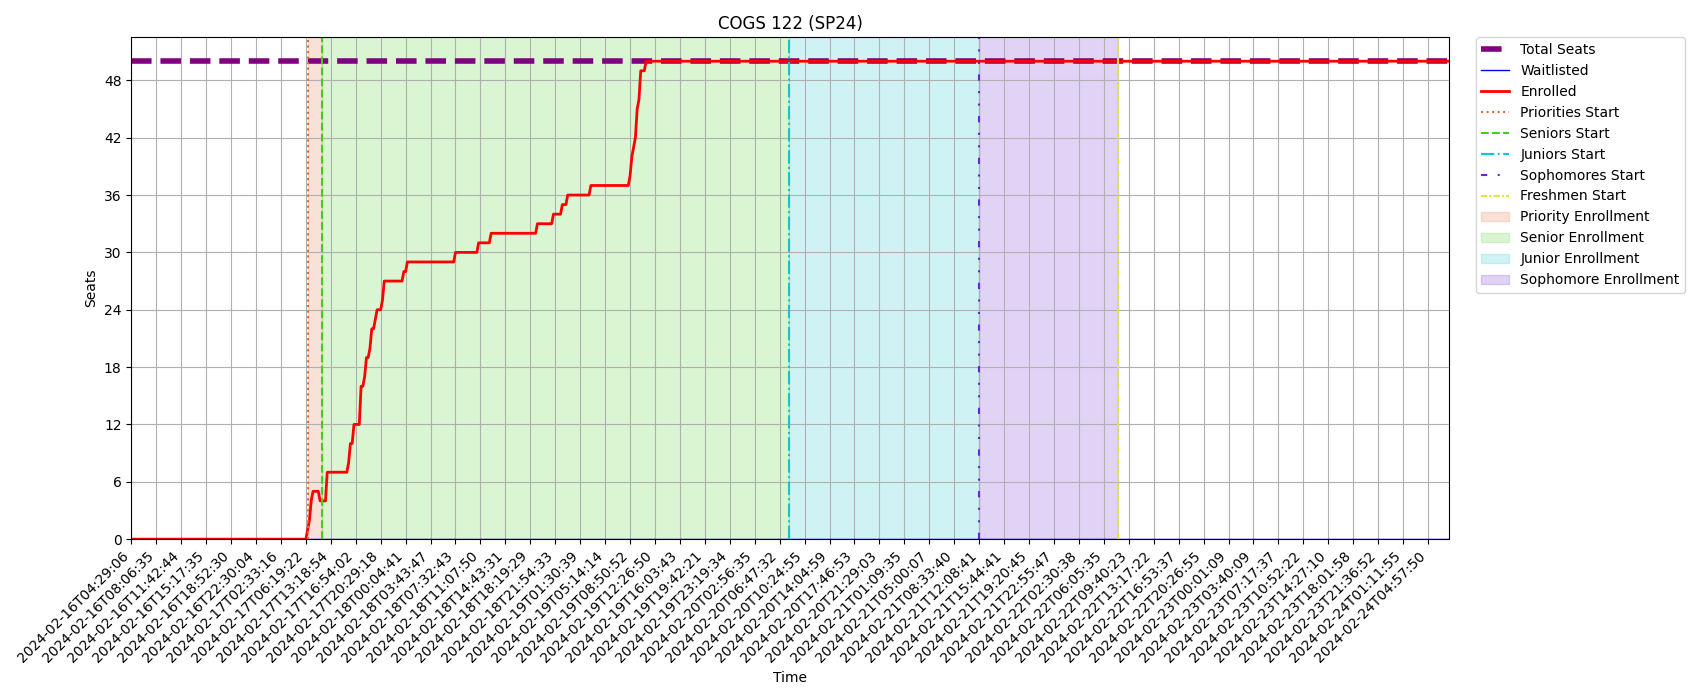 COGS 122 (SP24)
Total Seats
Waitlisted
Enrolled
Priorities Start
Seniors Start
Juniors Start
Sophomores Start
Freshmen Start
Priority Enrollment
Senior Enrollment
Junior Enrollment
Sophomore Enrollment
Seats
48
42
36
30
24
18
12
6
0
2024-02-16T04:29:06
2024-02-16T08:06:35
2024-02-16T11:42:44
2024-02-16T15:17:35
2024-02-16T18:52:30
2024-02-16T22:30:04
2024-02-17T02:33:16
2024-02-17T06:19:22
2024-02-17T13:18:54
2024-02-17T16:54:02
2024-02-17T20:29:18
2024-02-18T00:04:41
2024-02-18T03:43:47
2024-02-18T07:32:43
2024-02-18T11:07:50
2024-02-18T14:43:31
2024-02-18T18:19:29
2024-02-18T21:54:33
2024-02-19T01:30:39
2024-02-19T05:14:14
2024-02-19T08:50:52
2024-02-19T12:26:50
2024-02-19T16:03:43
2024-02-19T19:42:21
2024-02-19T23:19:34
2024-02-20T02:56:35
2024-02-20T06:47:32
2024-02-20T10:24:55
2024-02-20T14:04:59
2024-02-20T17:46:53
2024-02-20T21:29:03
2024-02-21T01:09:35
2024-02-21T05:00:07
2024-02-21T08:33:40
2024-02-21T12:08:41
2024-02-21T15:44:41
2024-02-21T19:20:45
2024-02-21T22:55:47
2024-02-22T02:30:38
2024-02-22T06:05:35
2024-02-22T09:40:23
2024-02-22T13:17:22
2024-02-22T16:53:37
2024-02-22T20:26:55
2024-02-23T00:01:09
2024-02-23T03:40:09
2024-02-23T07:17:37
2024-02-23T10:52:22
2024-02-23T14:27:10
2024-02-23T18:01:58
2024-02-23T21:36:52
2024-02-24T01:11:55
2024-02-24T04:57:50
Time